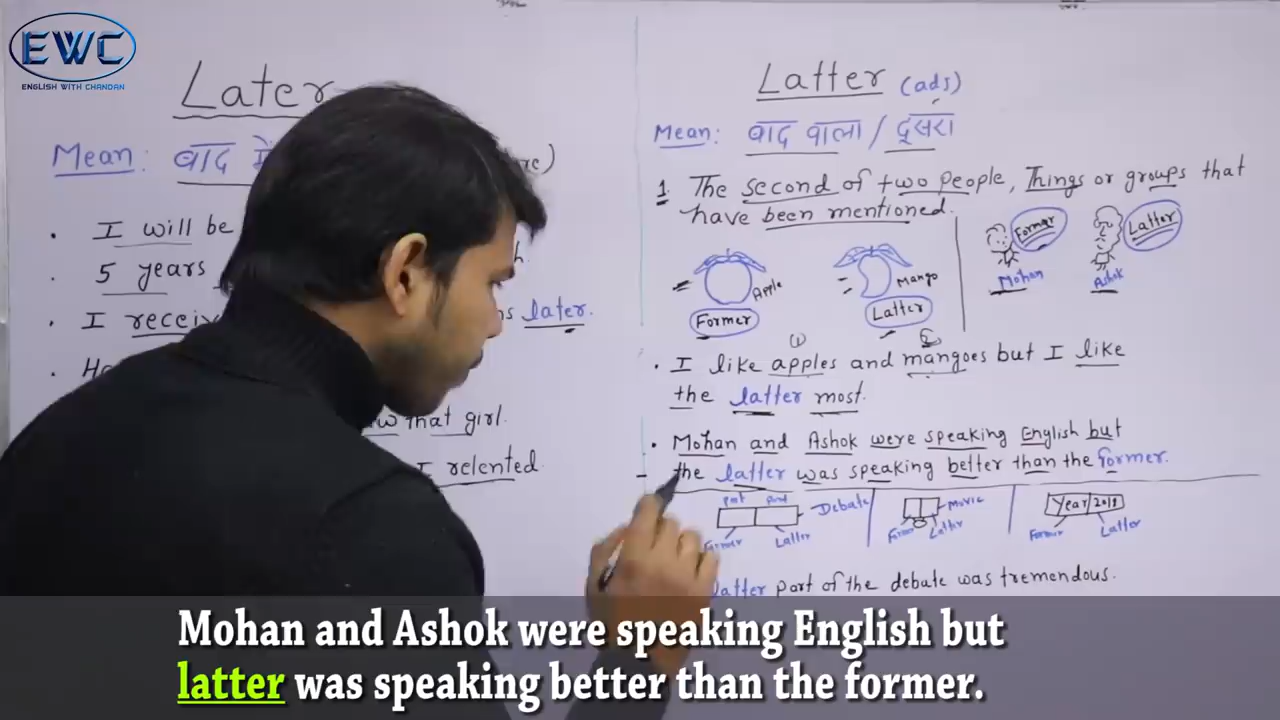 EWC
ENGLISH WITH CHANDAN
Later
Mean: बाद में
I will be
5 years
I receiv
later.
that girl.
I relented.
Latter (adj)
Mean: बाद वाला / दूसरा
1. The second of two people, Things or groups that
have been mentioned.
Former
Latter
Mohan
Ashok
Apple
Mango
Former
Latter
I like apples and mangoes but I like
the latter most.
Mohan and Ashok were speaking English but
the latter was speaking better than the former.
part part
Debate
Former
Latter
Movie
Former
Latter
Year 2018
Former
Latter
latter part of the debate was tremendous.
Mohan and Ashok were speaking English but
latter was speaking better than the former.